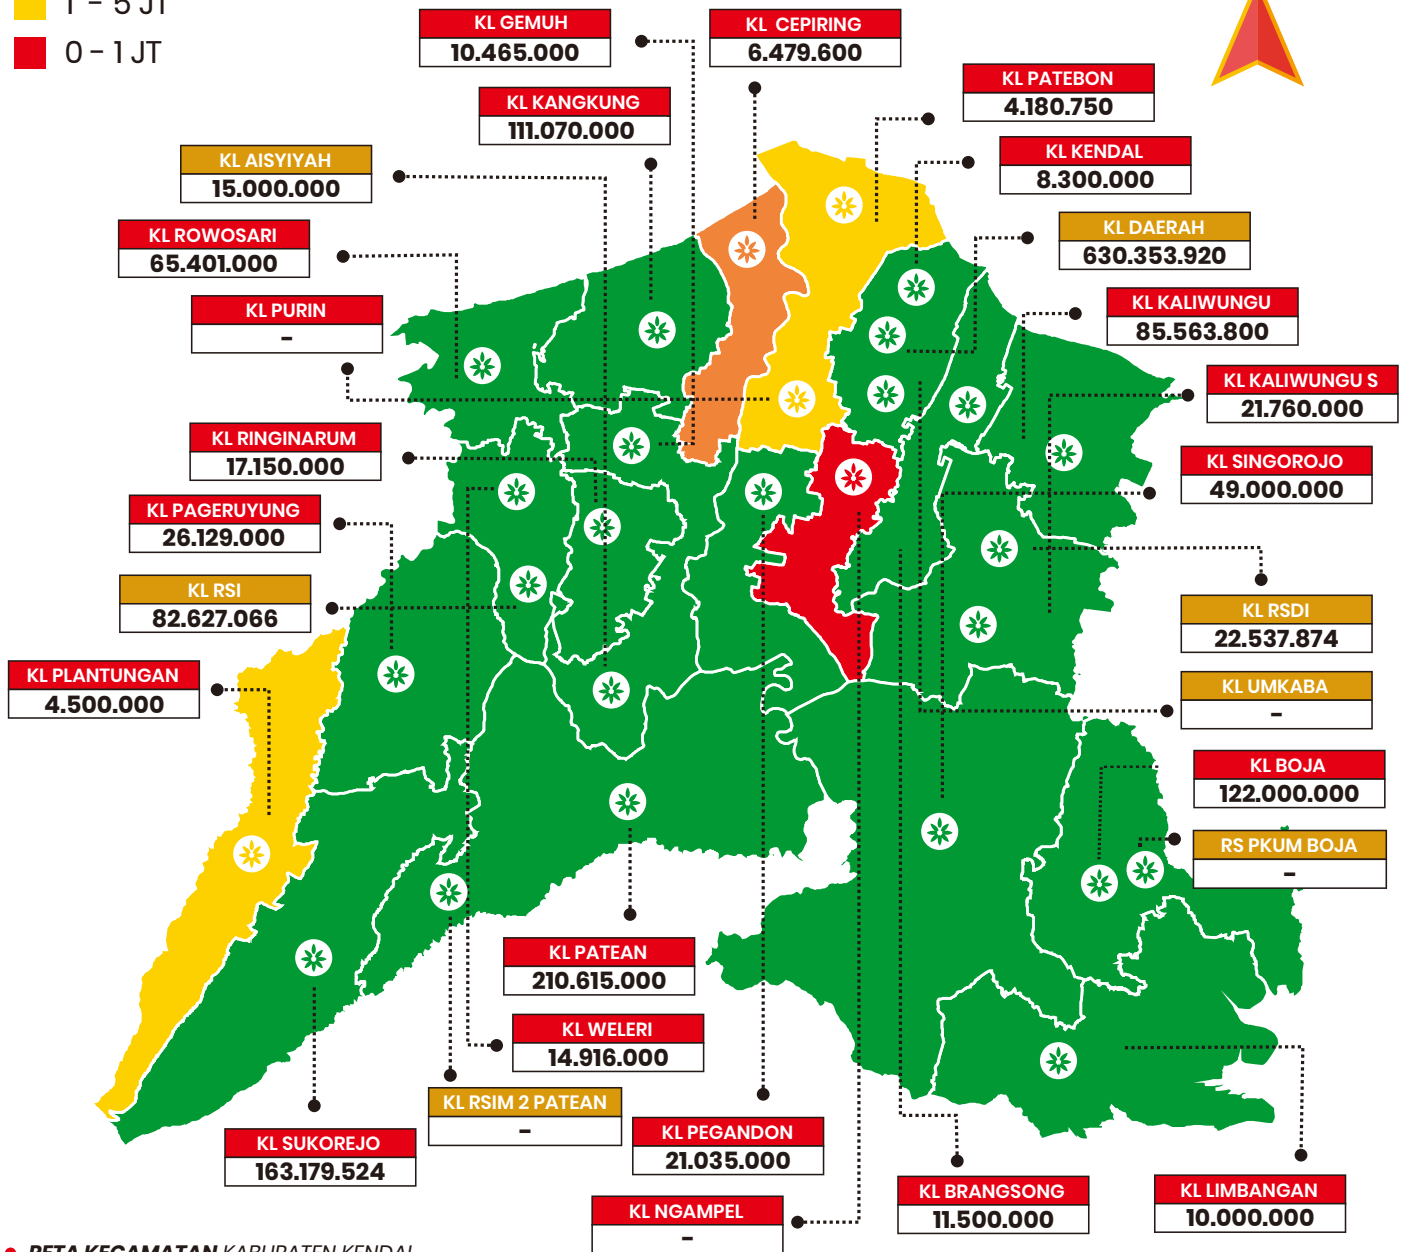 1 - 5 JT
0 - 1 JT
KL GEMUH
10.465.000
KL CEPIRING
6.479.600
KL PATEBON
4.180.750
KL KANGKUNG
111.070.000
KL KENDAL
8.300.000
KL AISYIYAH
15.000.000
KL ROWOSARI
65.401.000
KL DAERAH
630.353.920
KL PURIN
-
KL KALIWUNGU
85.563.800
KL KALIWUNGU S
21.760.000
KL RINGINARUM
17.150.000
KL SINGOROJO
49.000.000
KL PAGERUYUNG
26.129.000
KL RSI
82.627.066
KL RSDI
22.537.874
KL PLANTUNGAN
4.500.000
KL UMKABA
-
KL BOJA
122.000.000
RS PKUM BOJA
-
KL PATEAN
210.615.000
KL WELERI
14.916.000
KL RSIM 2 PATEAN
-
KL SUKOREJO
163.179.524
KL PEGANDON
21.035.000
KL BRANGSONG
11.500.000
KL LIMBANGAN
10.000.000
KL NGAMPEL
-
PETA KECAMATAN KABUPATEN KENDAL